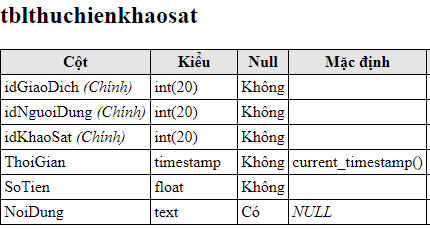 tblthuchienkhaosat
Cột Kiểu Null Mặc định
idGiaoDich (Chính) int(20) Không
idNguoiDung (Chính) int(20) Không
idKhaoSat (Chính) int(20) Không
ThoiGian timestamp Không current_timestamp()
SoTien float Không
NoiDung text Có NULL